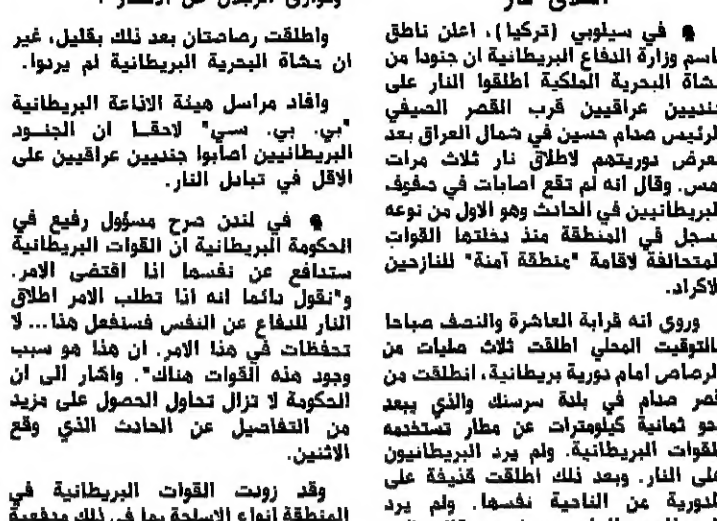 في سيلوبي (تركيا)، اعلن ناطق
باسم وزارة الدفاع البريطانية ان جنودا من
مشاة البحرية الملكية اطلقوا النار على
جنديين عراقيين قرب القصر الصيفي
للرئيس صدام حسين في شمال العراق بعد
تعرض دوريتهم لاطلاق نار ثلاث مرات
امس. وقال انه لم تقع اصابات في صفوف
البريطانيين في الحادث وهو الاول من نوعه
يسجل في المنطقة منذ دخلتها القوات
المتحالفة لاقامة "منطقة آمنة" للنازحين
الاكراد.
وروى انه قرابة العاشرة والنصف صباحا
بالتوقيت المحلي اطلقت ثلاث صليات من
الرصاص امام دورية بريطانية، انطلقت من
قصر صدام في بلدة سرسنك والذي يبعد
نحو ثمانية كيلومترات عن مطار تستخدمه
القوات البريطانية. ولم يرد البريطانيون
على النار. وبعد ذلك اطلقت قذيفة على
الدورية من الناحية نفسها. ولم يرد
واطلقت رصاصتان بعد ذلك بقليل، غير
ان مشاة البحرية البريطانية لم يردوا.
وافاد مراسل هيئة الاذاعة البريطانية
"بي. بي. سي" لاحقا ان الجنود
البريطانيين اصابوا جنديين عراقيين على
الاقل في تبادل النار.
في لندن صرح مسؤول رفيع في
الحكومة البريطانية ان القوات البريطانية
ستدافع عن نفسها اذا اقتضى الامر.
و"نقول دائما انه اذا تطلب الامر اطلاق
النار للدفاع عن النفس فسنفعل هذا... لا
تحفظات في هذا الامر. ان هذا هو سبب
وجود هذه القوات هناك". واشار الى ان
الحكومة لا تزال تحاول الحصول على مزيد
من التفاصيل عن الحادث الذي وقع
الاثنين.
وقد زودت القوات البريطانية في
المنطقة انواع الاسلحة بما في ذلك مدفعية